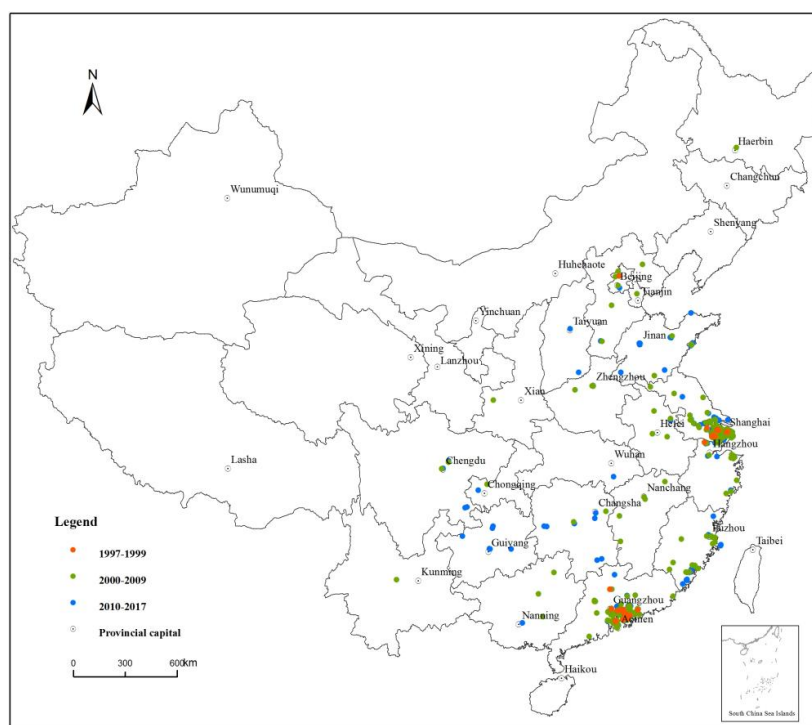 N
Haerbin
Changchun
Wunumuqi
Shenyang
Huhehaote
Beijing
Tianjin
Yinchuan
Taiyuan
Jinan
Xining
Lanzhou
Zhengzhou
Xian
Shanghai
Hefei
Hangzhou
Wuhan
Lasha
Chengdu
Chongqing
Nanchang
Changsha
Legend
Guiyang
Fuzhou
1997-1999
Taibei
2000-2009
Kunming
2010-2017
Guangzhou
Provincial capital
Nanning
Aomen
0 300 600 km
Haikou
South China Sea Islands